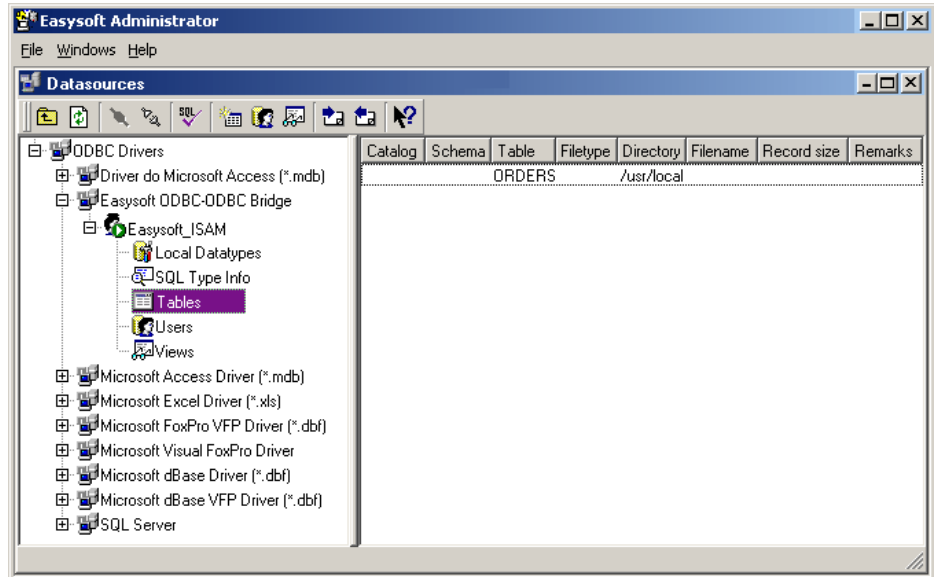 Easysoft Administrator
File Windows Help
Datasources
SQL
ODBC Drivers
Driver do Microsoft Access (*.mdb)
Easysoft ODBC-ODBC Bridge
Easysoft_ISAM
Local Datatypes
SQL Type Info
Tables
Users
Views
Microsoft Access Driver (*.mdb)
Microsoft Excel Driver (*.xls)
Microsoft FoxPro VFP Driver (*.dbf)
Microsoft Visual FoxPro Driver
Microsoft dBase Driver (*.dbf)
Microsoft dBase VFP Driver (*.dbf)
SQL Server
Catalog Schema Table Filetype Directory Filename Record size Remarks
ORDERS /usr/local